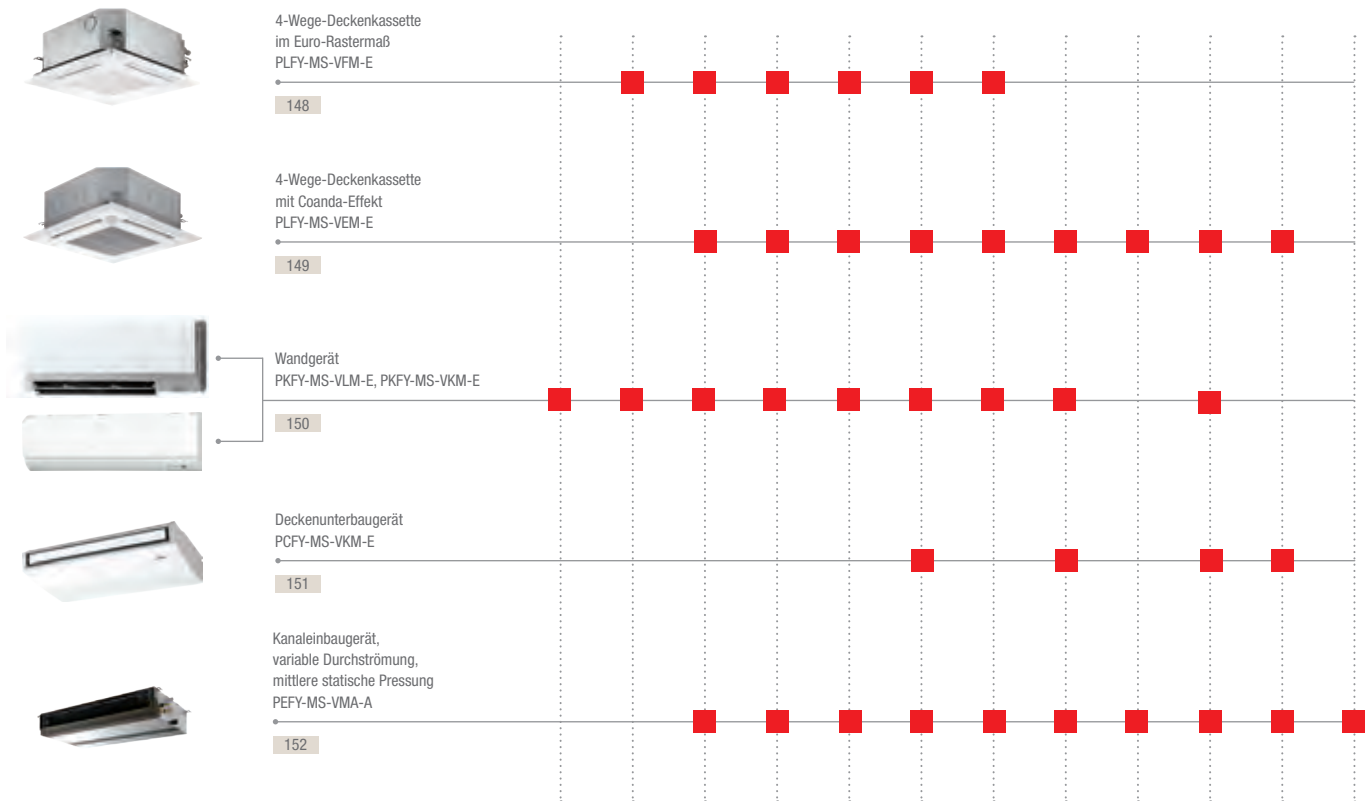 4-Wege-Deckenkassette
im Euro-Rastermaß
PLFY-MS-VFM-E
148
4-Wege-Deckenkassette
mit Coanda-Effekt
PLFY-MS-VEM-E
149
Wandgerät
PKFY-MS-VLM-E, PKFY-MS-VKM-E
150
Deckenunterbaugerät
PCFY-MS-VKM-E
151
Kanaleinbaugerät,
variable Durchströmung,
mittlere statische Pressung
PEFY-MS-VMA-A
152